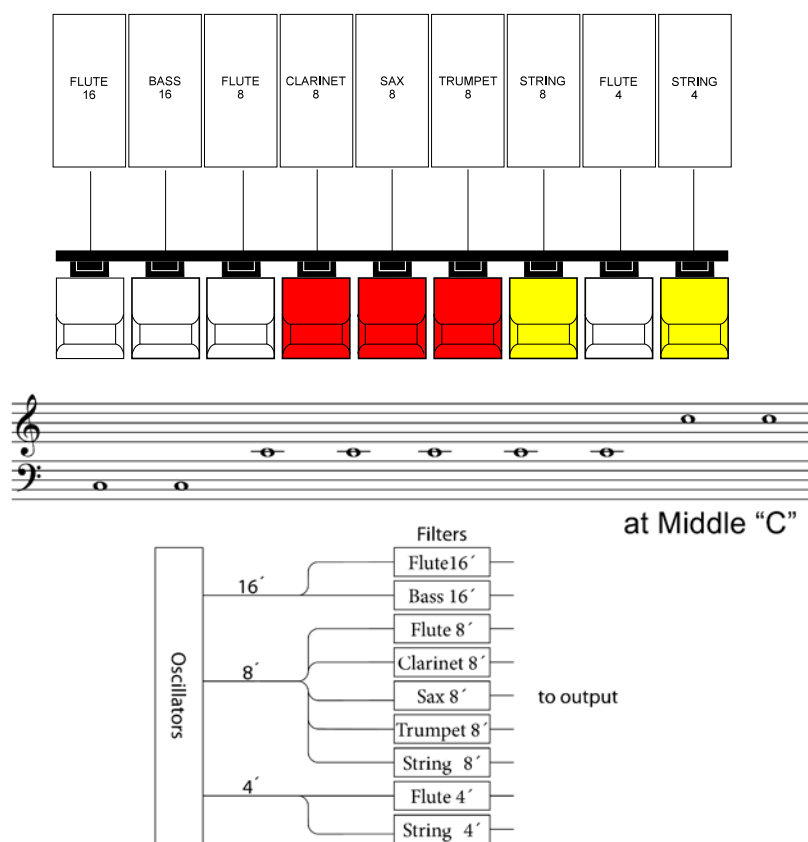 FLUTE
16
BASS
16
FLUTE
8
CLARINET
8
SAX
8
TRUMPET
8
STRING
8
FLUTE
4
STRING
4
at Middle “C”
Filters
Oscillators
16´
8´
4´
Flute16´
Bass 16´
Flute 8´
Clarinet 8´
Sax 8´
Trumpet 8´
String 8´
Flute 4´
String 4´
to output